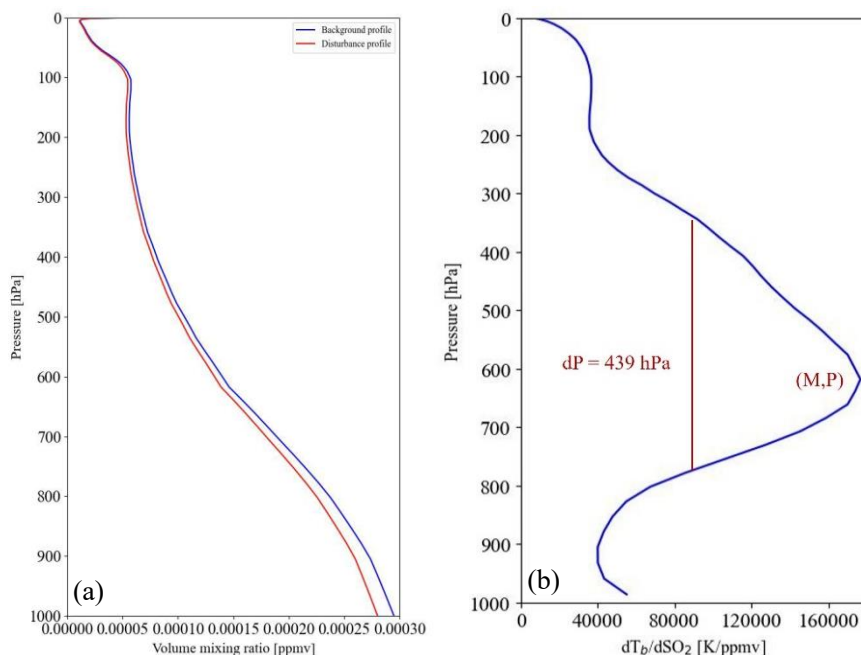 Background profile
Disturbance profile
0
100
200
300
400
500
600
700
800
900
1000
Pressure [hPa]
0.00000 0.00005 0.00010 0.00015 0.00020 0.00025 0.00030
Volume mixing ratio [ppmv]
(a)
0
100
200
300
400
500
600
700
800
900
1000
Pressure [hPa]
dP = 439 hPa
(M,P)
(b)
0 40000 80000 120000 160000
dT_b/dSO₂ [K/ppmv]